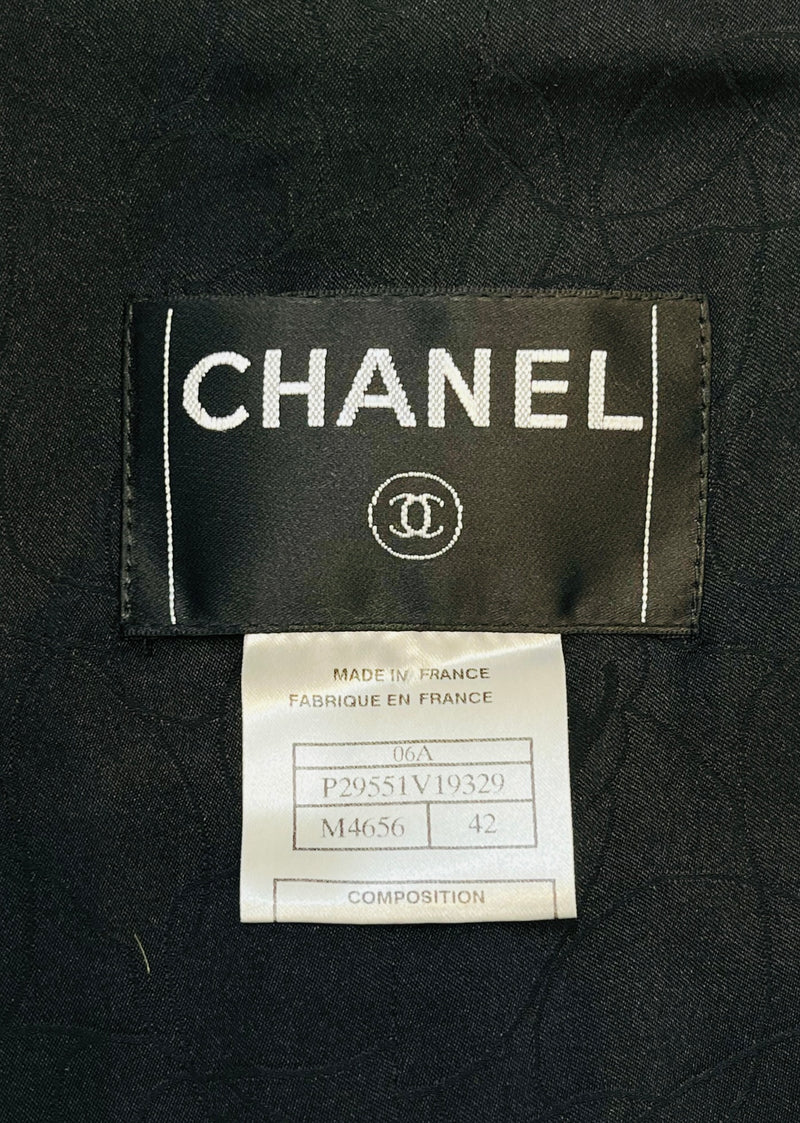 CHANEL
MADE IN FRANCE
FABRIQUE EN FRANCE
06A
P29551V19329
M4656 42
COMPOSITION